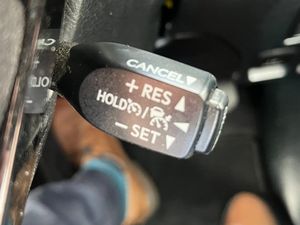 CANCEL▼
+ RES ▲
HOLD / ◀
− SET ▼